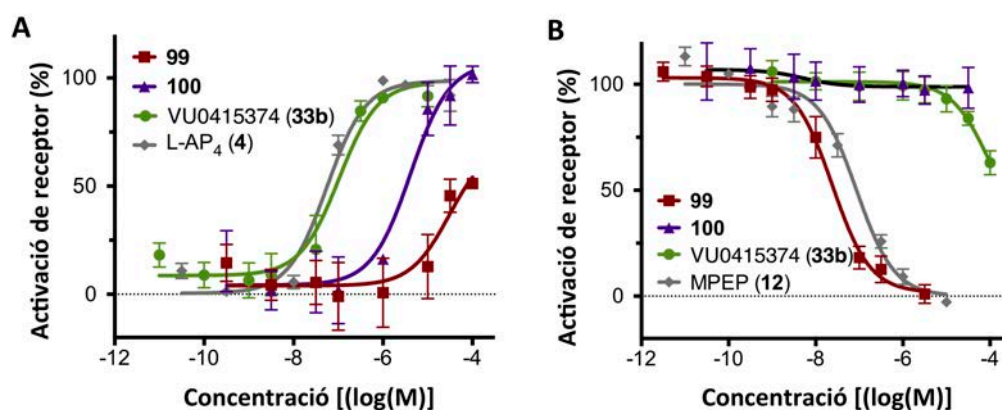 A
99
100
VU0415374 (33b)
L-AP4 (4)
Activació de receptor (%)
100
50
0
-12 -10 -8 -6 -4
Concentració [(log(M)]
B
Activació de receptor (%)
100
50
0
99
100
VU0415374 (33b)
MPEP (12)
-12 -10 -8 -6 -4
Concentració [(log(M)]